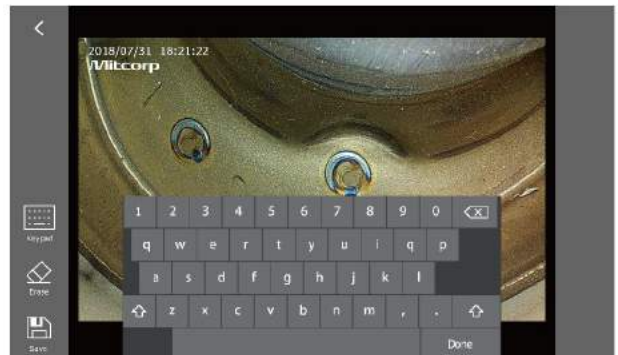 2018/07/31 18:21:22
Mitcorp
1 2 3 4 5 6 7 8 9 0
q w e r t y u i q p
Keypad
a s d f g h j k l
Erase
z x c v b n m , .
Save
Done